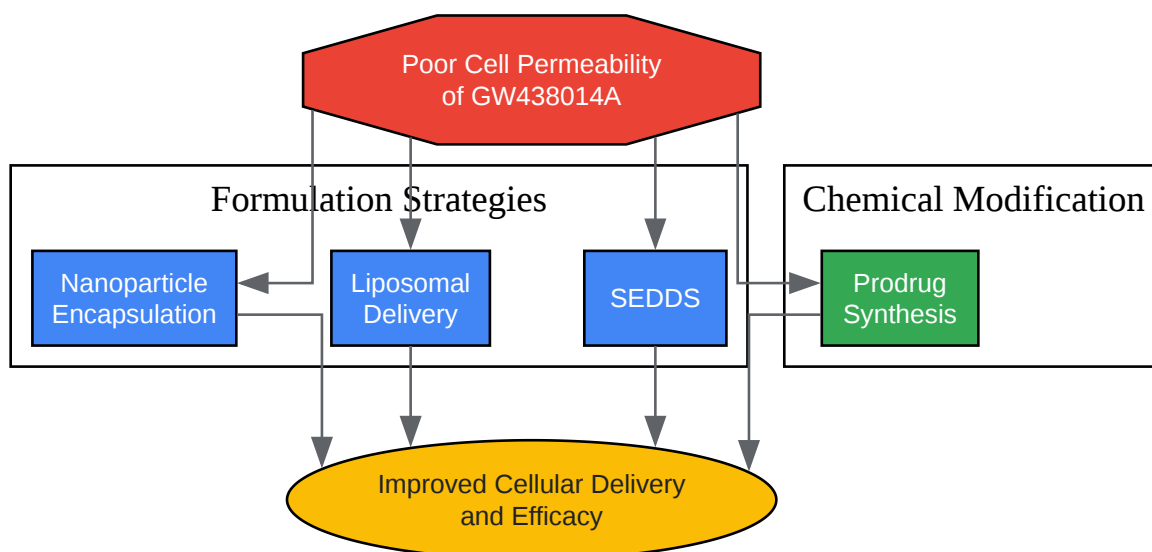 Poor Cell Permeability
of GW438014A
Formulation Strategies
Chemical Modification
Nanoparticle
Encapsulation
Liposomal
Delivery
SEDDS
Prodrug
Synthesis
Improved Cellular Delivery
and Efficacy